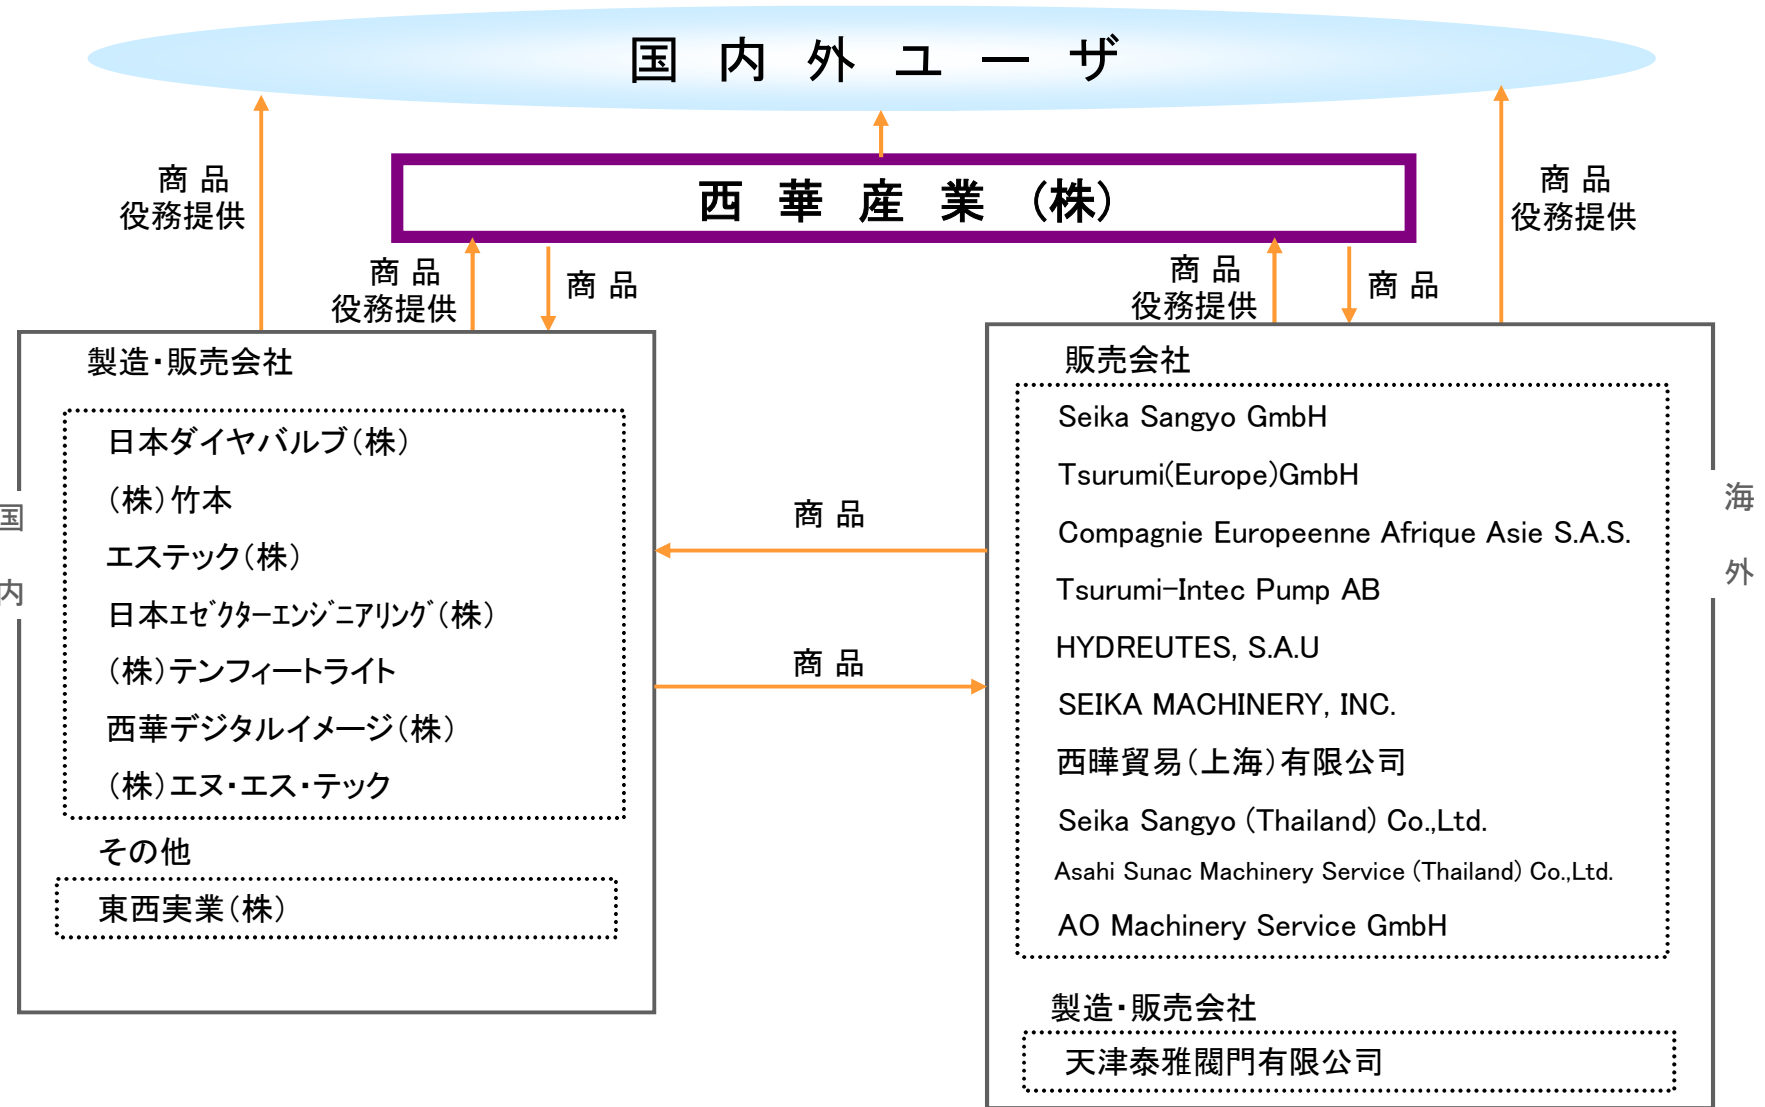 国 内 外 ユ ー ザ
西 華 産 業 （株）
商 品
役務提供
商 品
役務提供
商 品
商 品
役務提供
商 品
商 品
役務提供
国
内
製造・販売会社
日本ダイヤバルブ（株）
（株）竹本
エステック（株）
日本ｴｾﾞｸﾀｰｴﾝｼﾞﾆｱﾘﾝｸﾞ（株）
（株）テンフィートライト
西華デジタルイメージ（株）
（株）エヌ・エス・テック
その他
東西実業（株）
商 品
商 品
海
外
販売会社
Seika Sangyo GmbH
Tsurumi(Europe)GmbH
Compagnie Europeenne Afrique Asie S.A.S.
Tsurumi-Intec Pump AB
HYDREUTES, S.A.U
SEIKA MACHINERY, INC.
西曄貿易（上海）有限公司
Seika Sangyo (Thailand) Co.,Ltd.
Asahi Sunac Machinery Service (Thailand) Co.,Ltd.
AO Machinery Service GmbH
製造・販売会社
天津泰雅閥門有限公司